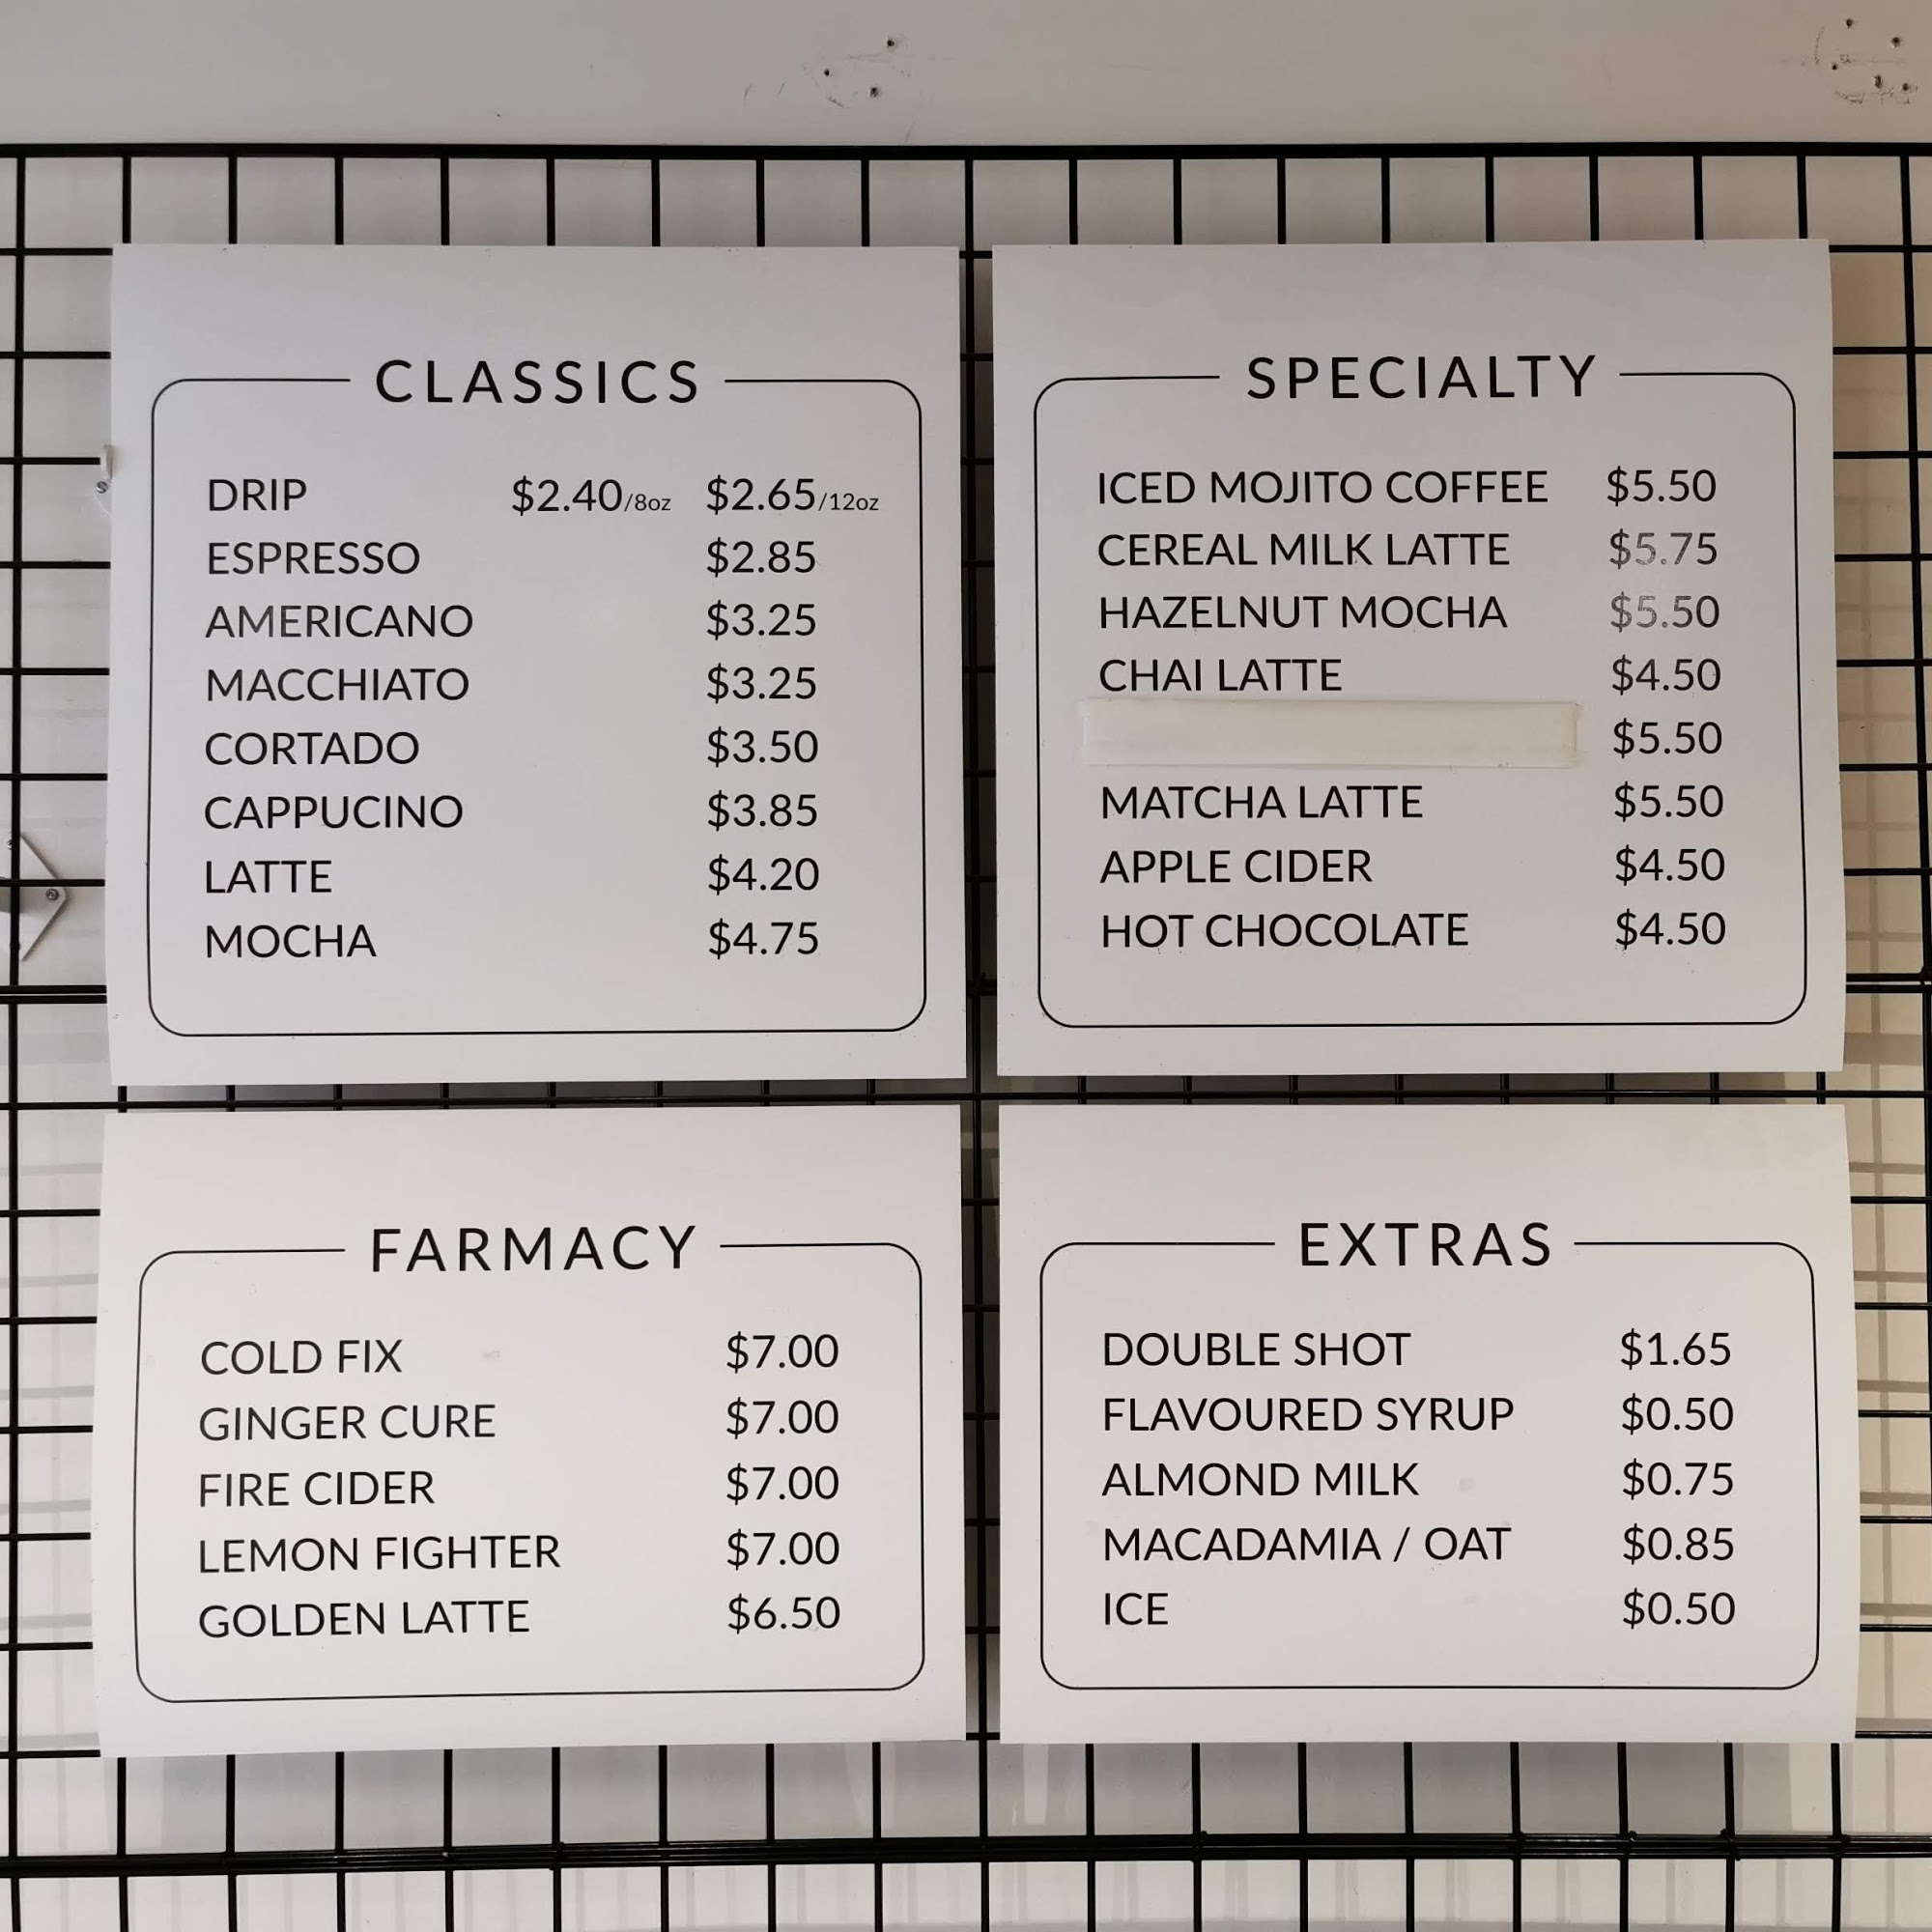 CLASSICS
DRIP $2.40/8oz $2.65/12oz
ESPRESSO $2.85
AMERICANO $3.25
MACCHIATO $3.25
CORTADO $3.50
CAPPUCINO $3.85
LATTE $4.20
MOCHA $4.75
SPECIALTY
ICED MOJITO COFFEE $5.50
CEREAL MILK LATTE $5.75
HAZELNUT MOCHA $5.50
CHAI LATTE $4.50
$5.50
MATCHA LATTE $5.50
APPLE CIDER $4.50
HOT CHOCOLATE $4.50
FARMACY
COLD FIX $7.00
GINGER CURE $7.00
FIRE CIDER $7.00
LEMON FIGHTER $7.00
GOLDEN LATTE $6.50
EXTRAS
DOUBLE SHOT $1.65
FLAVOURED SYRUP $0.50
ALMOND MILK $0.75
MACADAMIA / OAT $0.85
ICE $0.50